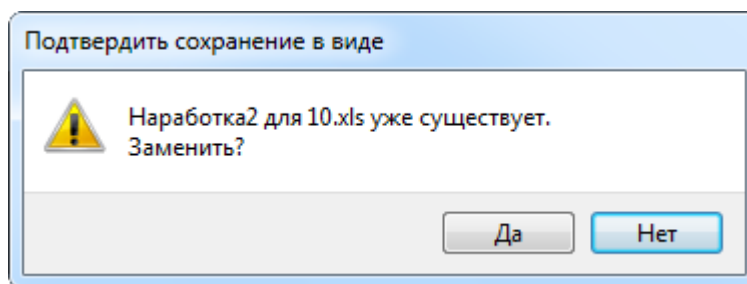 Подтвердить сохранение в виде
Наработка2 для 10.xls уже существует.
Заменить?
Да
Нет